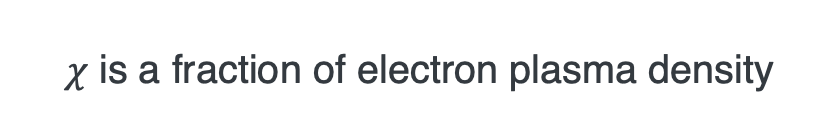 χ is a fraction of electron plasma density